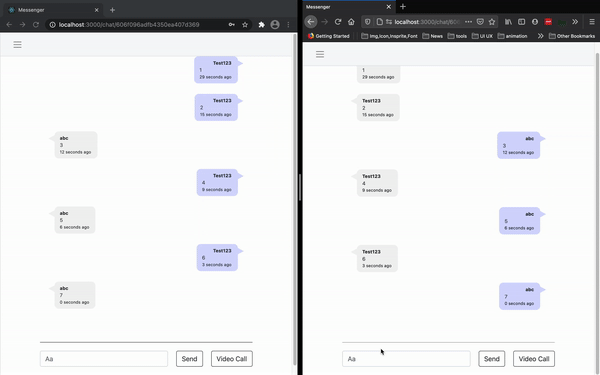 Messenger
localhost:3000/chat/606f096adfb4350ea407d369
Test123
1
29 seconds ago
Test123
2
15 seconds ago
abc
3
12 seconds ago
Test123
4
9 seconds ago
abc
5
6 seconds ago
Test123
6
3 seconds ago
abc
7
0 seconds ago
Aa
Send
Video Call
Messenger
localhost:3000/chat/606
Getting Started
Img,Icon,Insprite,Font
News
tools
UI UX
animation
Other Bookmarks
1
29 seconds ago
Test123
2
15 seconds ago
abc
3
12 seconds ago
Test123
4
9 seconds ago
abc
5
6 seconds ago
Test123
6
3 seconds ago
abc
7
0 seconds ago
Aa
Send
Video Call